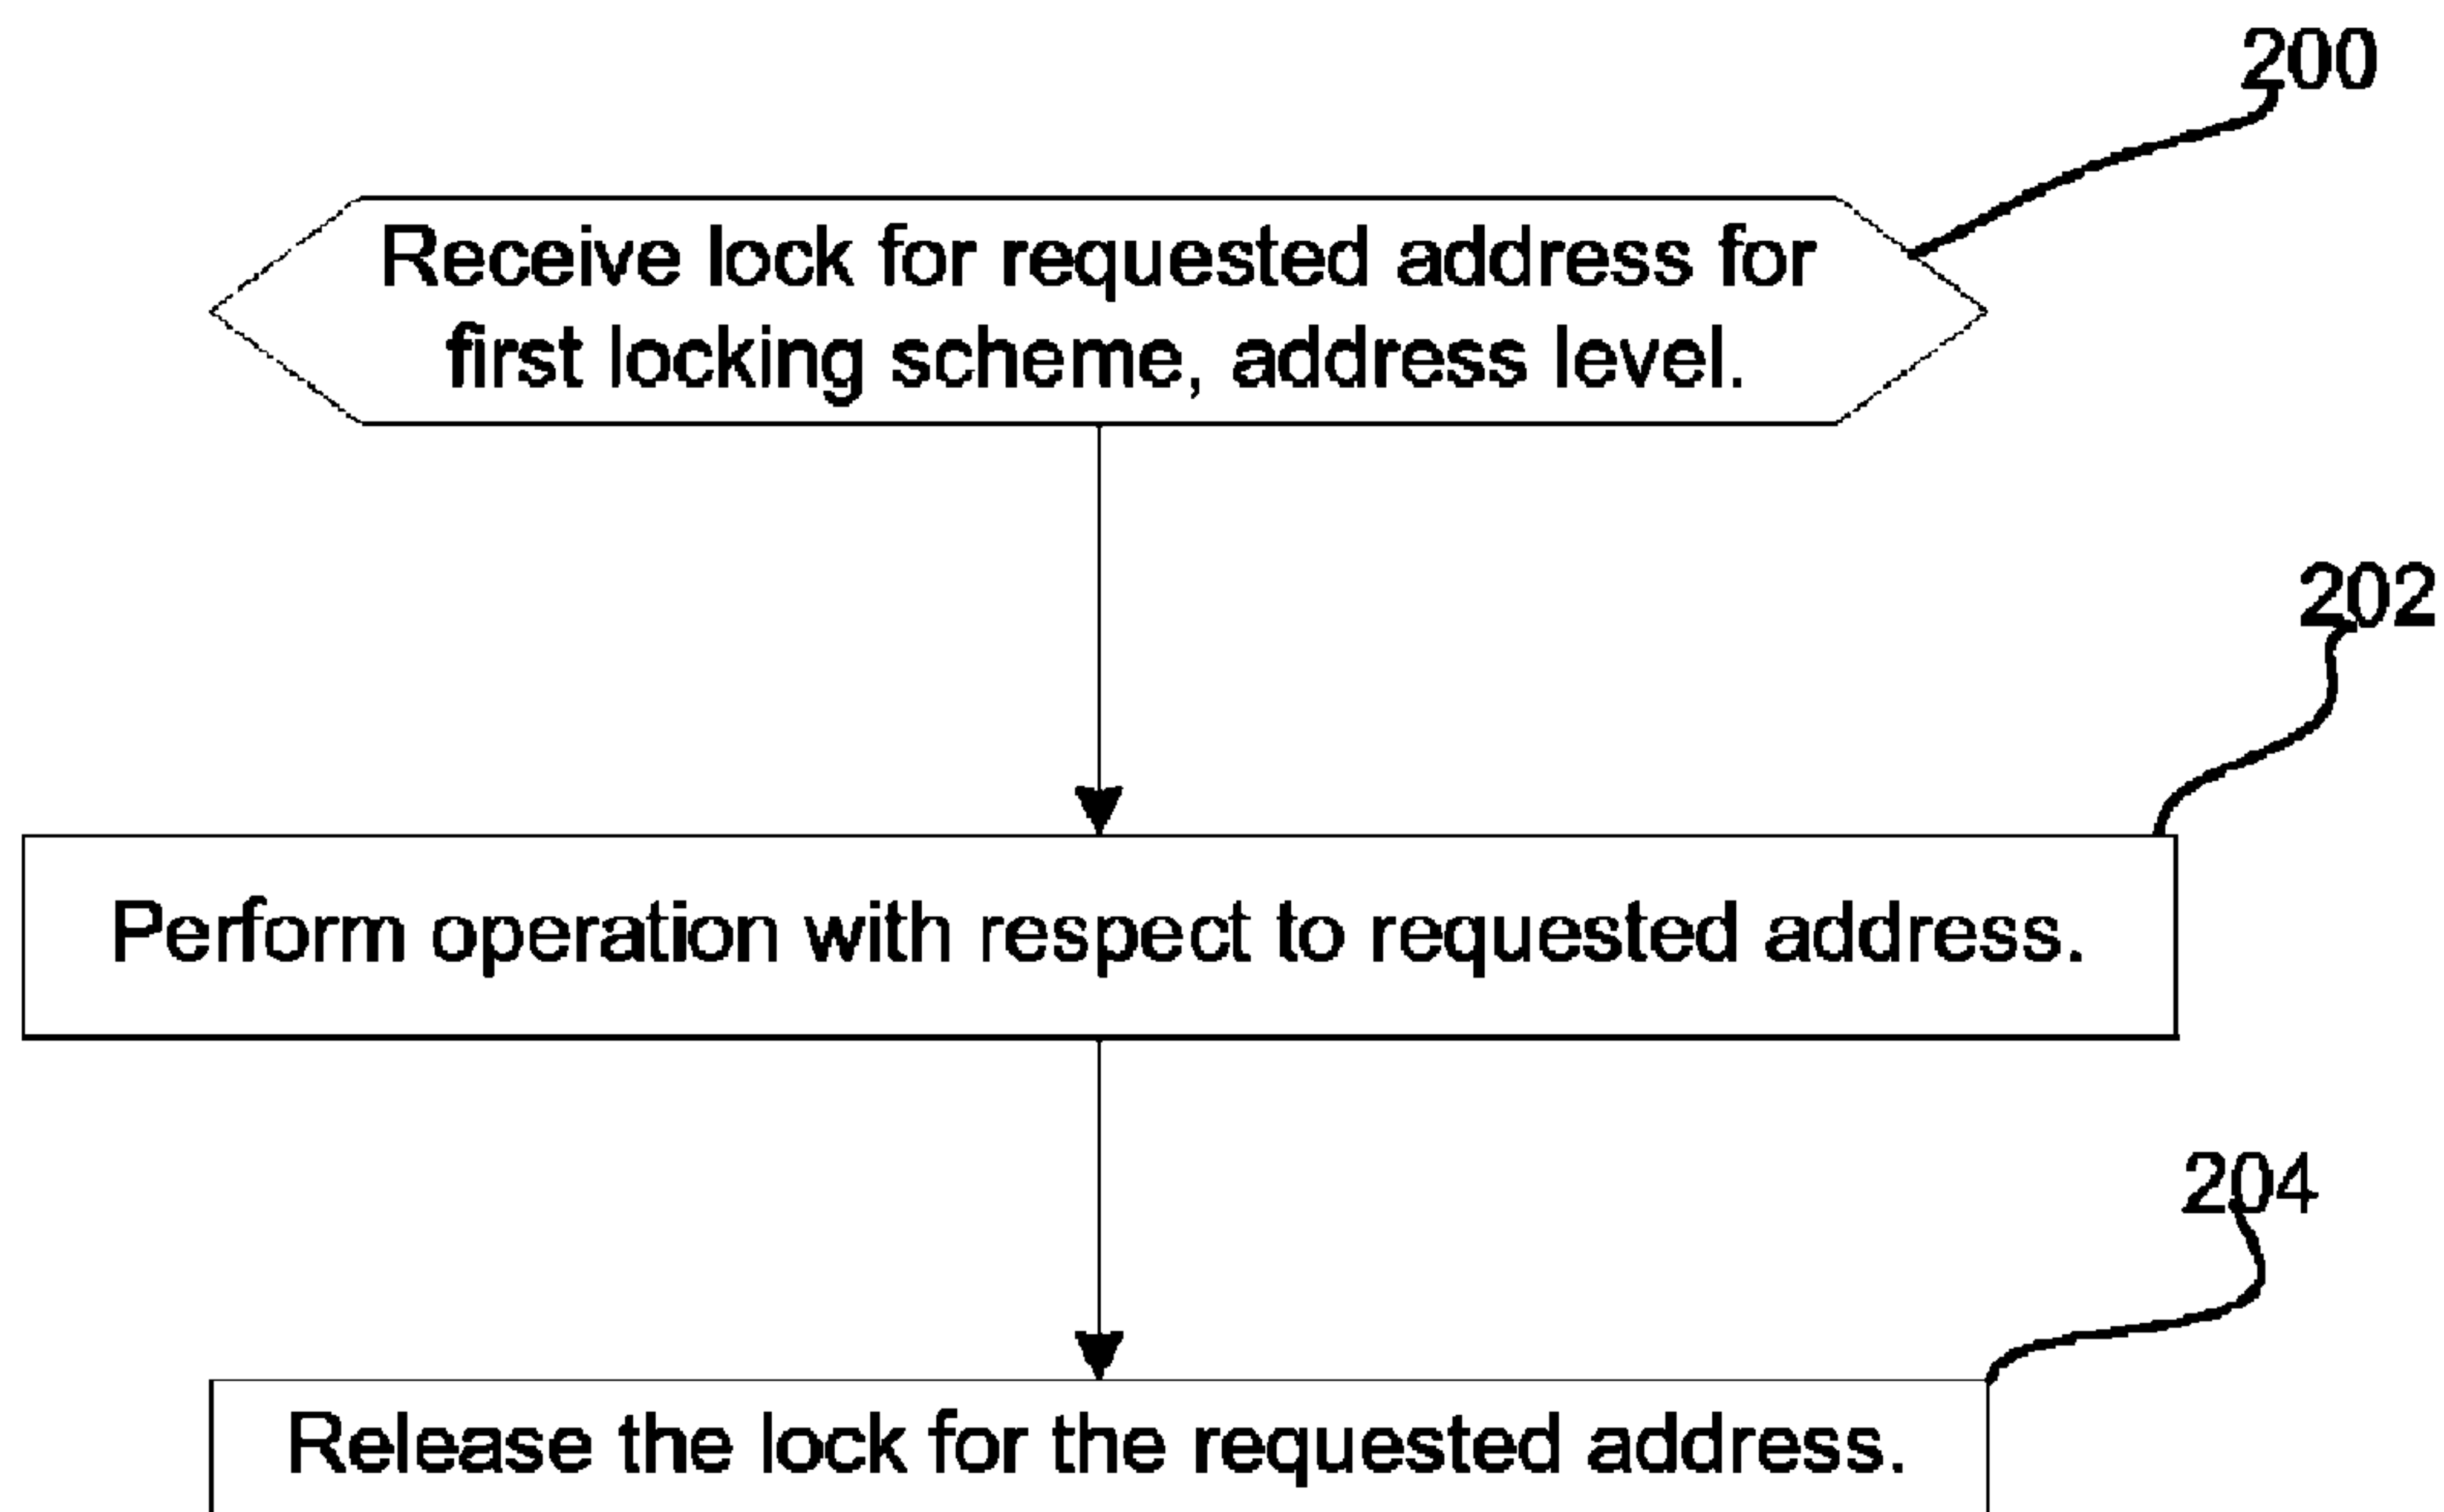 200
Receive lock for requested address for
first locking scheme, address level.
202
Perform operation with respect to requested address.
204
Release the lock for the requested address.